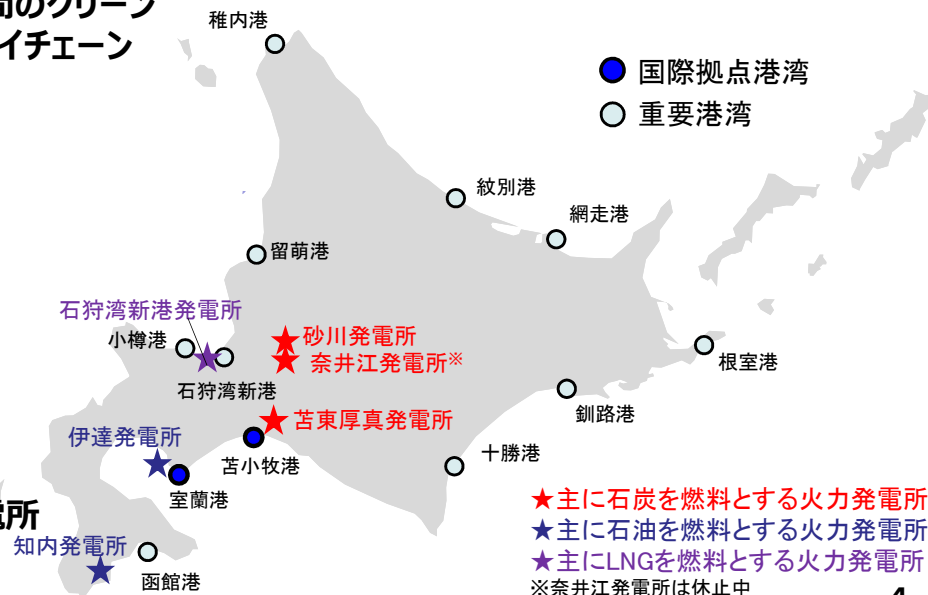 間のクリーン
イチェーン
稚内港
国際拠点港湾
重要港湾
紋別港
網走港
留萌港
石狩湾新港発電所
小樽港
砂川発電所
奈井江発電所※
石狩湾新港
根室港
釧路港
苫東厚真発電所
伊達発電所
苫小牧港
十勝港
室蘭港
電所
知内発電所
函館港
★主に石炭を燃料とする火力発電所
★主に石油を燃料とする火力発電所
★主にLNGを燃料とする火力発電所
※奈井江発電所は休止中